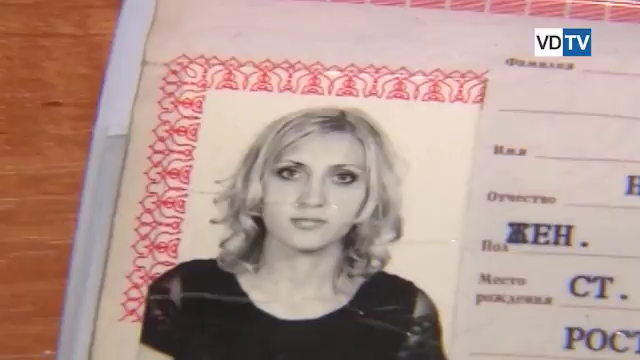 VDTV
Фамилия
Имя
Отчество
Пол ЖЕН.
Место
рождения СТ.
РОСТ